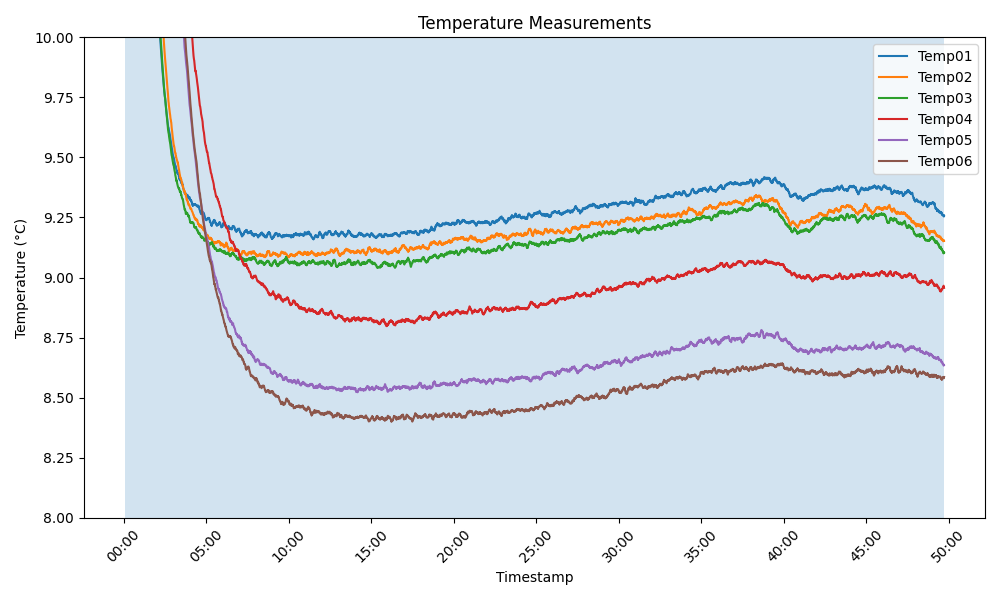 Temperature Measurements
Temperature (°C)
10.00
9.75
9.50
9.25
9.00
8.75
8.50
8.25
8.00
Temp01
Temp02
Temp03
Temp04
Temp05
Temp06
00:00
05:00
10:00
15:00
20:00
25:00
30:00
35:00
40:00
45:00
50:00
Timestamp